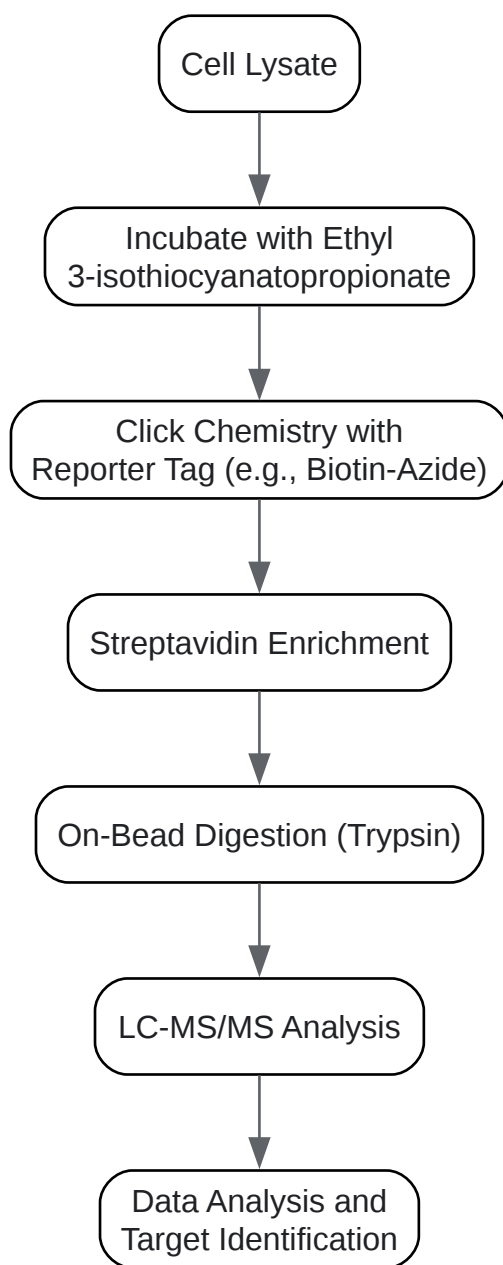 Cell Lysate
Incubate with Ethyl
3-isothiocyanatopropionate
Click Chemistry with
Reporter Tag (e.g., Biotin-Azide)
Streptavidin Enrichment
On-Bead Digestion (Trypsin)
LC-MS/MS Analysis
Data Analysis and
Target Identification